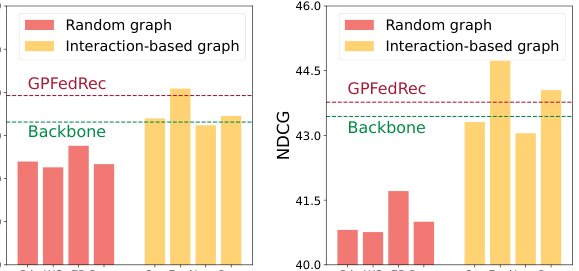 Random graph
Interaction-based graph
GPFedRec
Backbone
46.0
44.5
43.0
41.5
40.0
NDCG
Random graph
Interaction-based graph
GPFedRec
Backbone